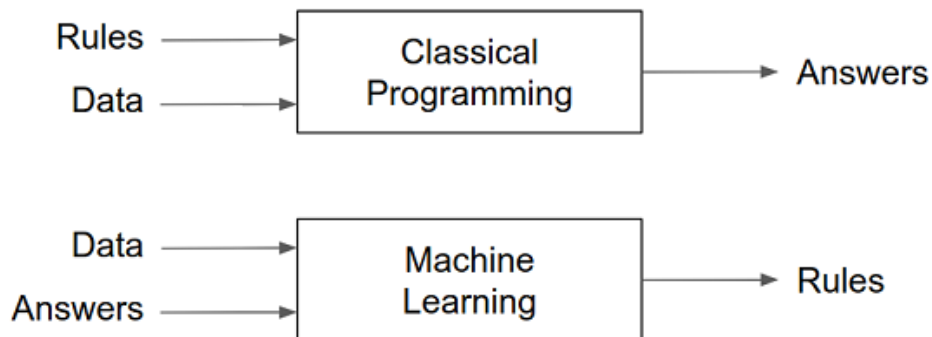 Rules
Data
Classical
Programming
Answers
Data
Answers
Machine
Learning
Rules